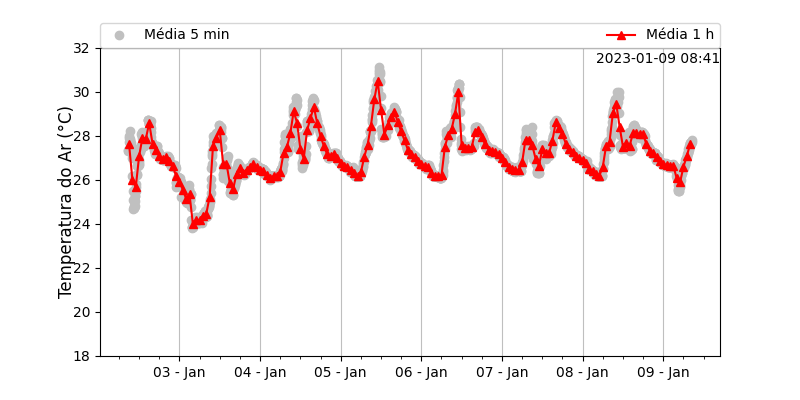 Média 5 min
Média 1 h
2023-01-09 08:41
Temperatura do Ar (°C)
32
30
28
26
24
22
20
18
03 - Jan
04 - Jan
05 - Jan
06 - Jan
07 - Jan
08 - Jan
09 - Jan